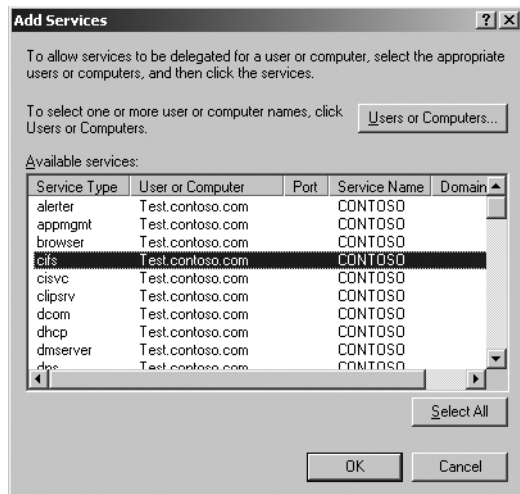 Add Services
To allow services to be delegated for a user or computer, select the appropriate
users or computers, and then click the services.
To select one or more user or computer names, click
Users or Computers.
Users or Computers...
Available services:
Service Type User or Computer Port Service Name Domain
alerter Test.contoso.com CONTOSO
appmgmt Test.contoso.com CONTOSO
browser Test.contoso.com CONTOSO
cifs Test.contoso.com CONTOSO
cisvc Test.contoso.com CONTOSO
clipsrv Test.contoso.com CONTOSO
dcom Test.contoso.com CONTOSO
dhcp Test.contoso.com CONTOSO
dmserver Test.contoso.com CONTOSO
dns Test.contoso.com CONTOSO
Select All
OK Cancel